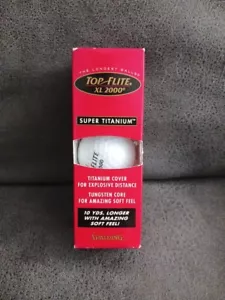 THE LONGEST BALL
TOP-FLITE
XL 2000
SUPER TITANIUM™
TITANIUM COVER
FOR EXPLOSIVE DISTANCE
TUNGSTEN CORE
FOR AMAZING SOFT FEEL
10 YDS. LONGER
WITH AMAZING
SOFT FEEL!
SPALDING